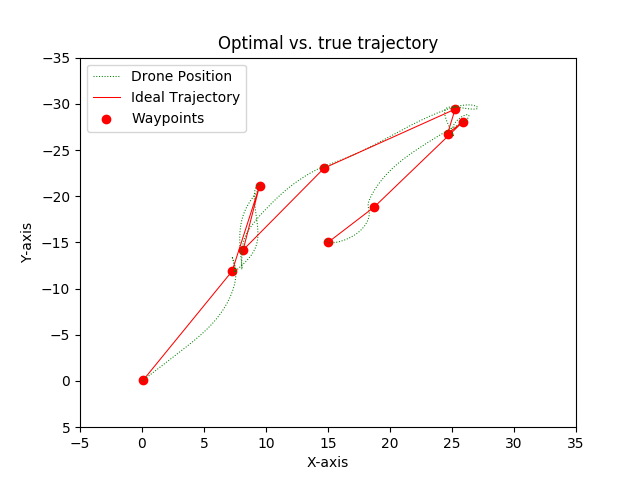 Optimal vs. true trajectory
Drone Position
Ideal Trajectory
Waypoints
Y-axis
−35
−30
−25
−20
−15
−10
−5
0
5
−5 0 5 10 15 20 25 30 35
X-axis